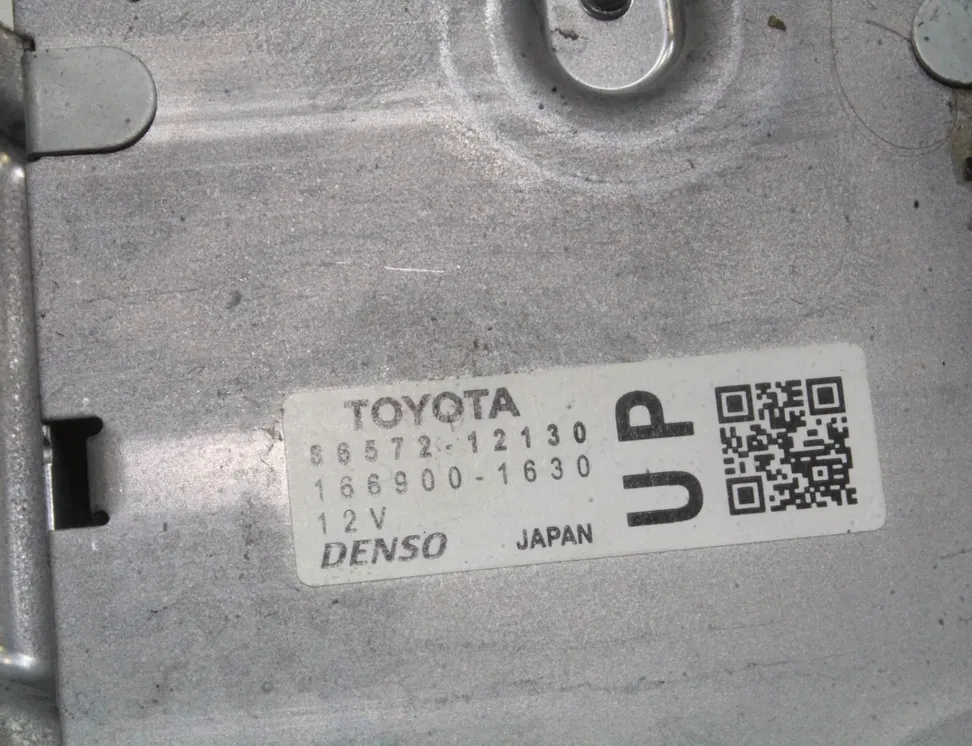 TOYOTA
86572-12130
166900-1630
12V
DENSO JAPAN
UP